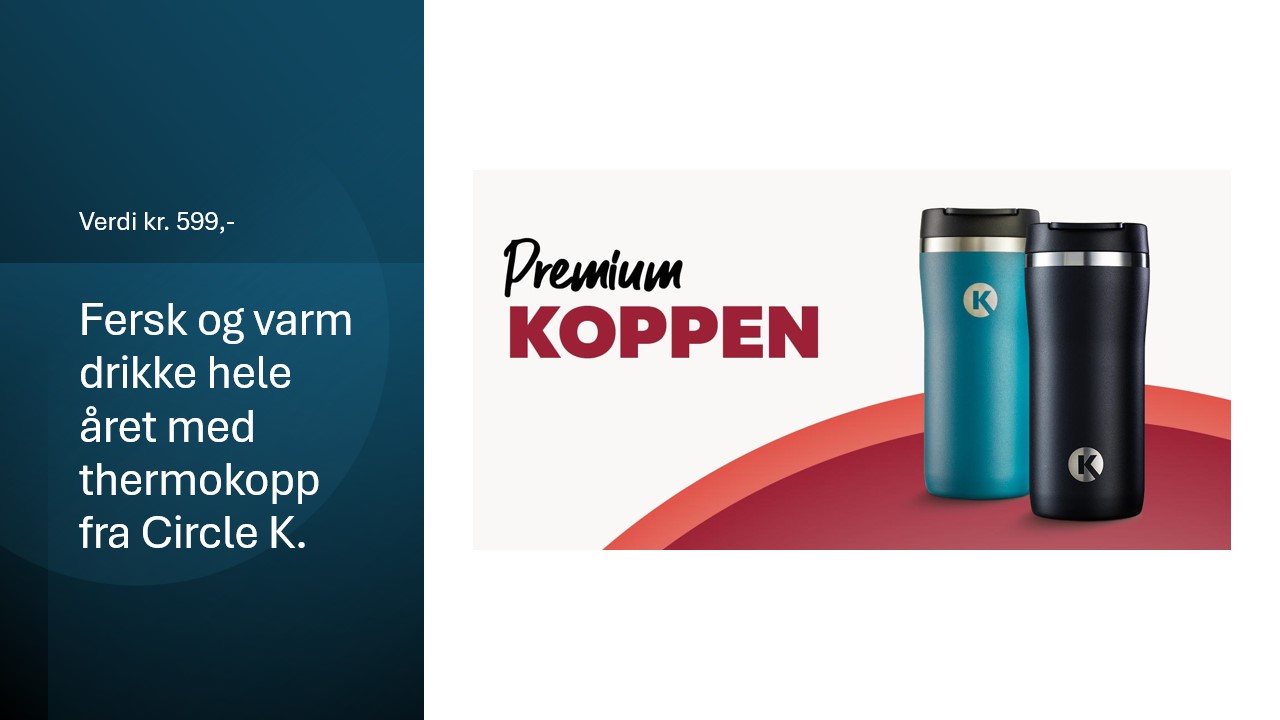 Verdi kr. 599,-
Fersk og varm
drikke hele
året med
thermokopp
fra Circle K.
Premium
KOPPEN
K
K